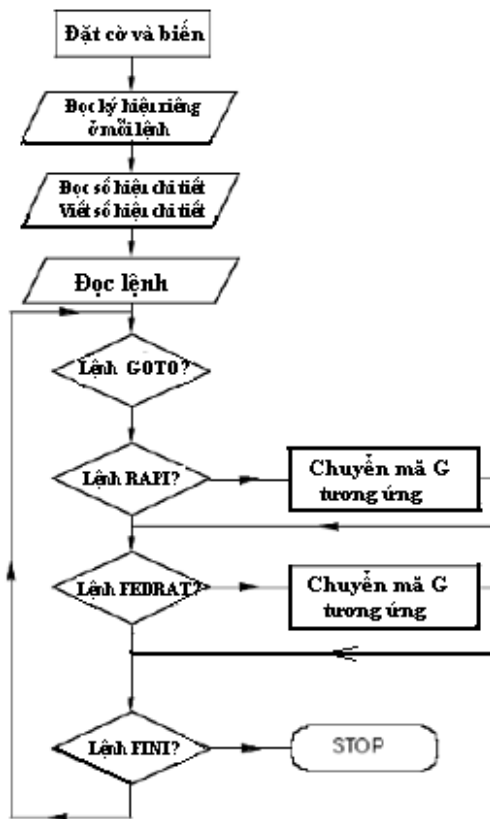 Đặt cờ và biến
Đọc ký hiệu riêng
ở mỗi lệnh
Đọc số hiệu chi tiết
Viết số hiệu chi tiết
Đọc lệnh
Lệnh GOTO?
Lệnh RAPI?
Chuyển mã G
tương ứng
Lệnh FEDRAT?
Chuyển mã G
tương ứng
Lệnh FINI?
STOP